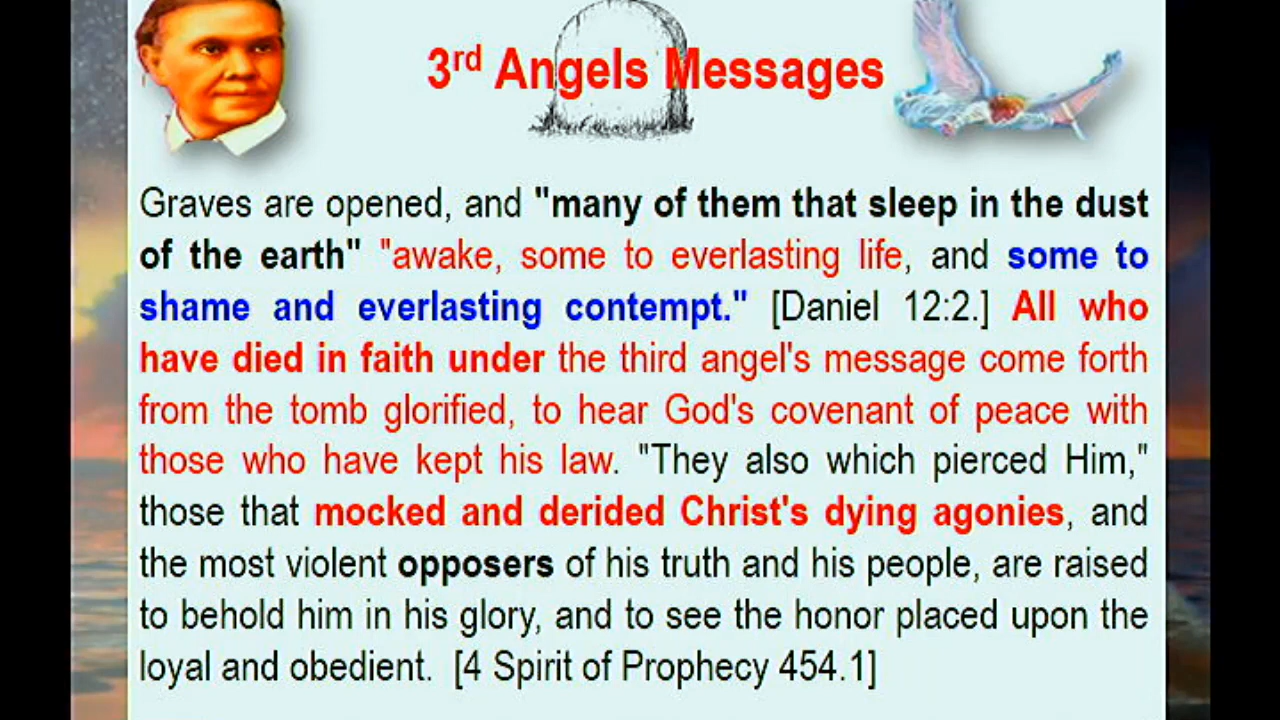 3rd Angels Messages
Graves are opened, and "many of them that sleep in the dust
of the earth" "awake, some to everlasting life, and some to
shame and everlasting contempt." [Daniel 12:2.] All who
have died in faith under the third angel's message come forth
from the tomb glorified, to hear God's covenant of peace with
those who have kept his law. "They also which pierced Him,"
those that mocked and derided Christ's dying agonies, and
the most violent opposers of his truth and his people, are raised
to behold him in his glory, and to see the honor placed upon the
loyal and obedient. [4 Spirit of Prophecy 454.1]